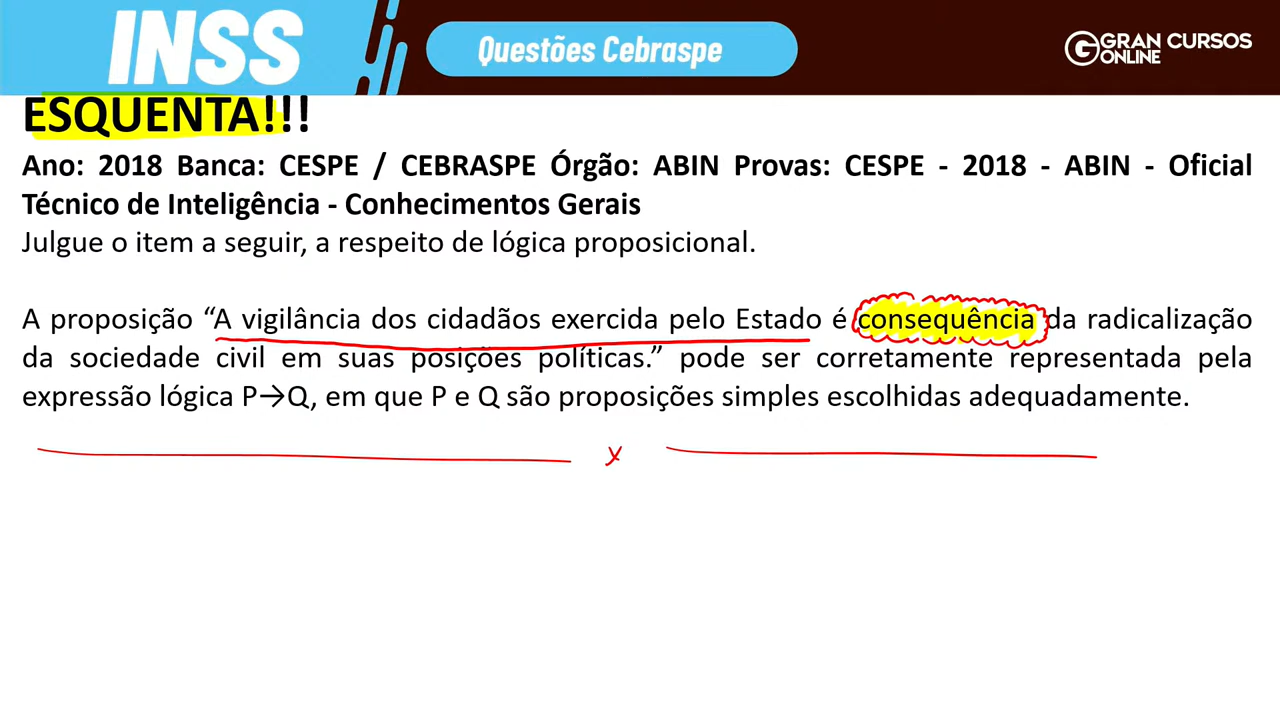 INSS
Questões Cebraspe
GRAN CURSOS
ONLINE
ESQUENTA!!!
Ano: 2018 Banca: CESPE / CEBRASPE Órgão: ABIN Provas: CESPE - 2018 - ABIN - Oficial
Técnico de Inteligência - Conhecimentos Gerais
Julgue o item a seguir, a respeito de lógica proposicional.
A proposição “A vigilância dos cidadãos exercida pelo Estado é consequência da radicalização
da sociedade civil em suas posições políticas.” pode ser corretamente representada pela
expressão lógica P→Q, em que P e Q são proposições simples escolhidas adequadamente.
x